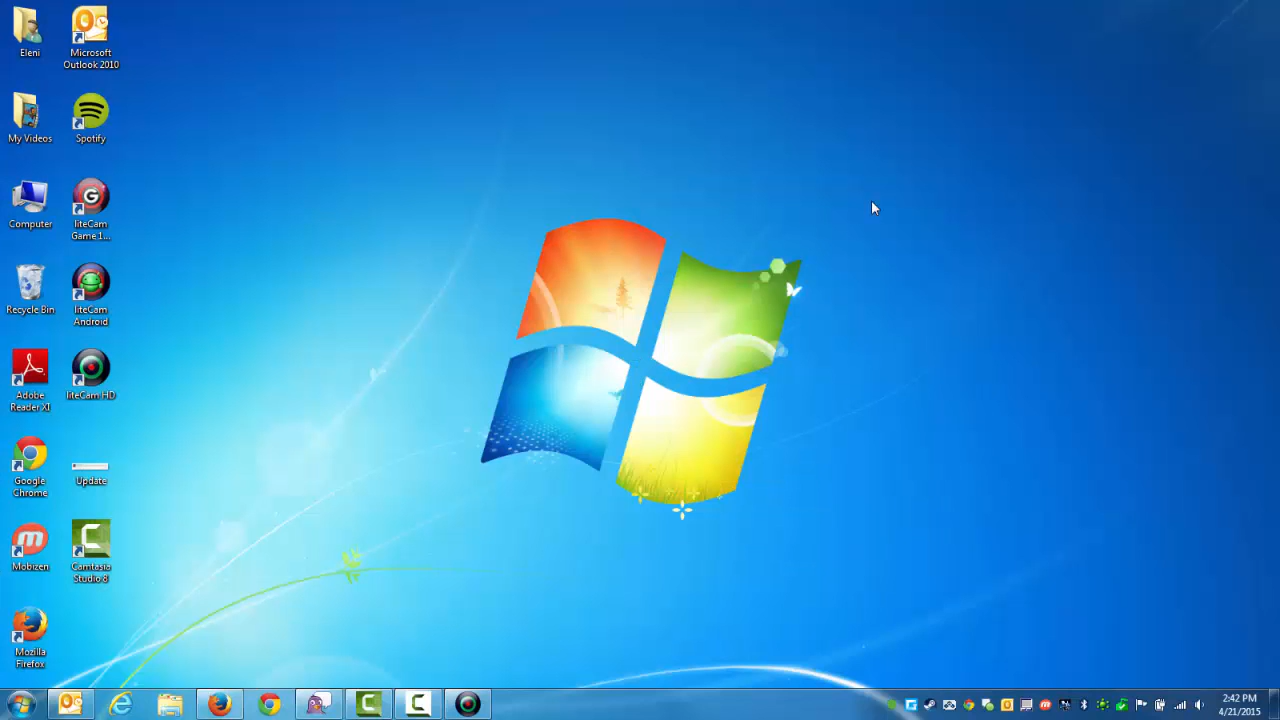 Eleni
Microsoft
Outlook 2010
My Videos
Spotify
Computer
liteCam
Game 1...
Recycle Bin
liteCam
Android
Adobe
Reader XI
liteCam HD
Google
Chrome
Update
Mobizen
Camtasia
Studio 8
Mozilla
Firefox
2:42 PM
4/21/2015